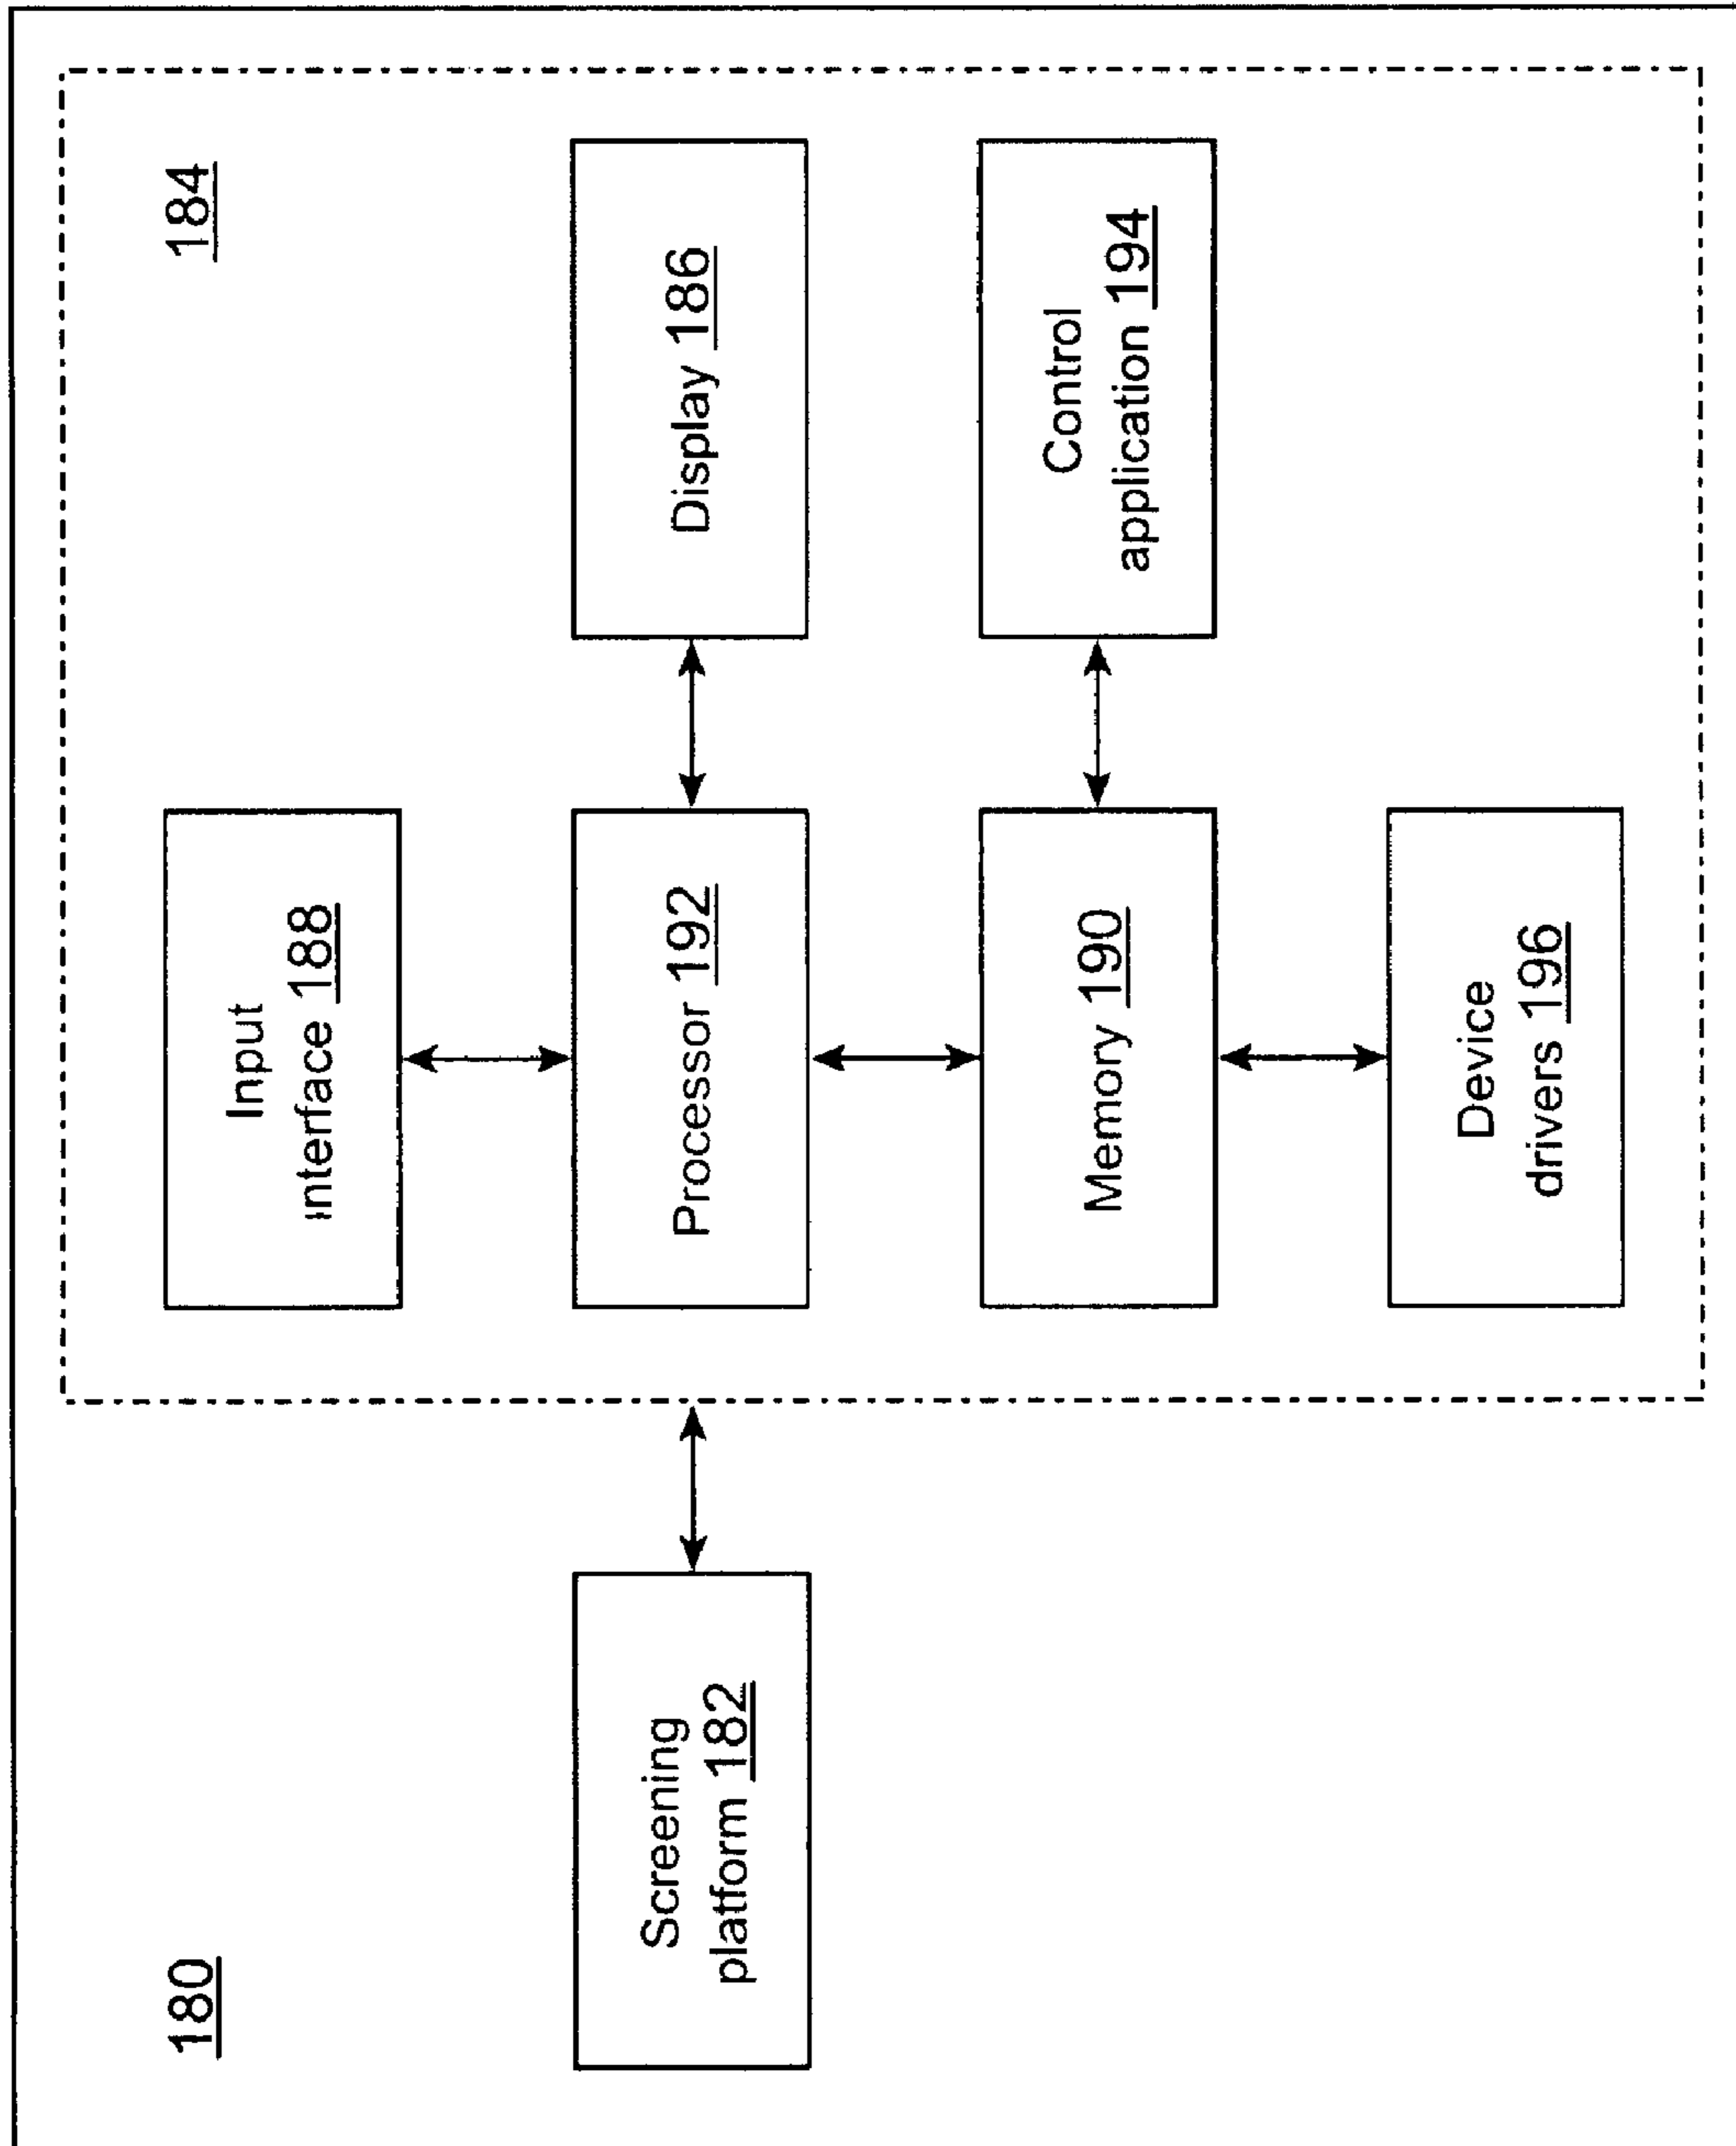 180
184
Screening
platform 182
Input
interface 188
Processor 192
Display 186
Memory 190
Control
application 194
Device
drivers 196